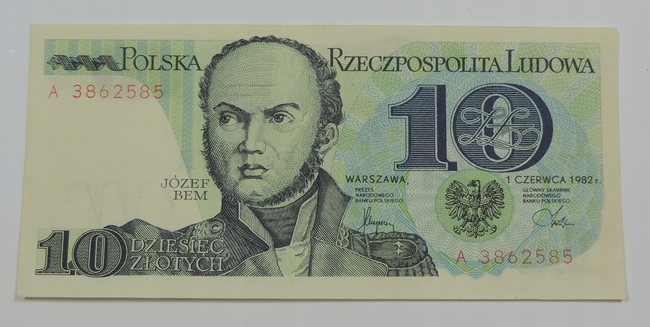 POLSKA RZECZPOSPOLITA LUDOWA
A 3862585
10
JÓZEF
BEM
WARSZAWA, 1 CZERWCA 1982 r.
PREZES
NARODOWEGO
BANKU POLSKIEGO
GŁÓWNY SKARBNIK
NARODOWEGO
BANKU POLSKIEGO
10 DZIESIĘĆ
ZŁOTYCH
A 3862585